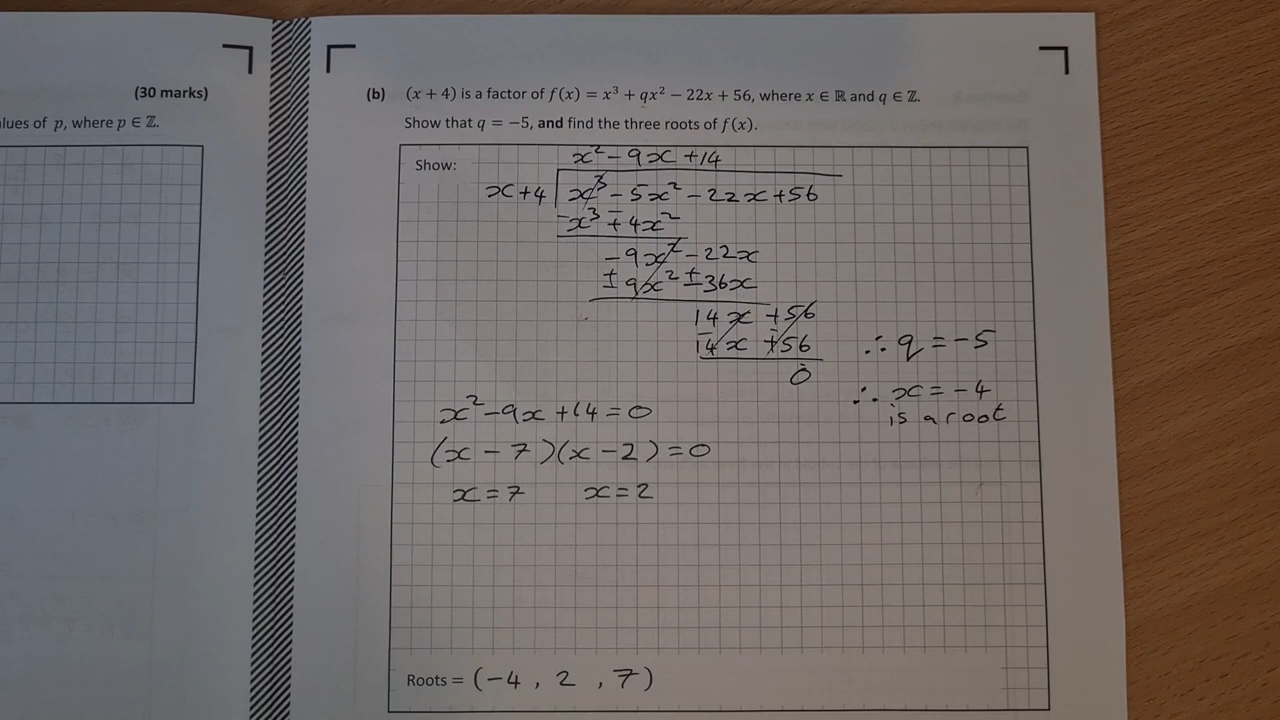 (30 marks)
lues of p, where p ∈ ℤ.
(b) (x + 4) is a factor of f(x) = x³ + qx² − 22x + 56, where x ∈ ℝ and q ∈ ℤ.
Show that q = −5, and find the three roots of f(x).
Show:
x² − 9x + 14
x + 4 | x³ − 5x² − 22x + 56
−x³ + 4x²
−9x² − 22x
± 9x² ± 36x
14x + 56
14x + 56
0
∴ q = −5
∴ x = −4
is a root
x² − 9x + 14 = 0
(x − 7)(x − 2) = 0
x = 7 x = 2
Roots = (−4 , 2 , 7)